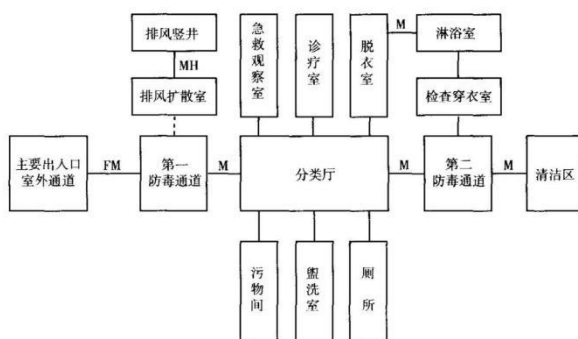 排风竖井
MH
排风扩散室
急救观察室
诊疗室
脱衣室
M
淋浴室
检查穿衣室
主要出入口
室外通道
FM
第一
防毒通道
M
分类厅
M
第二
防毒通道
M
清洁区
污物间
盥洗室
厕所